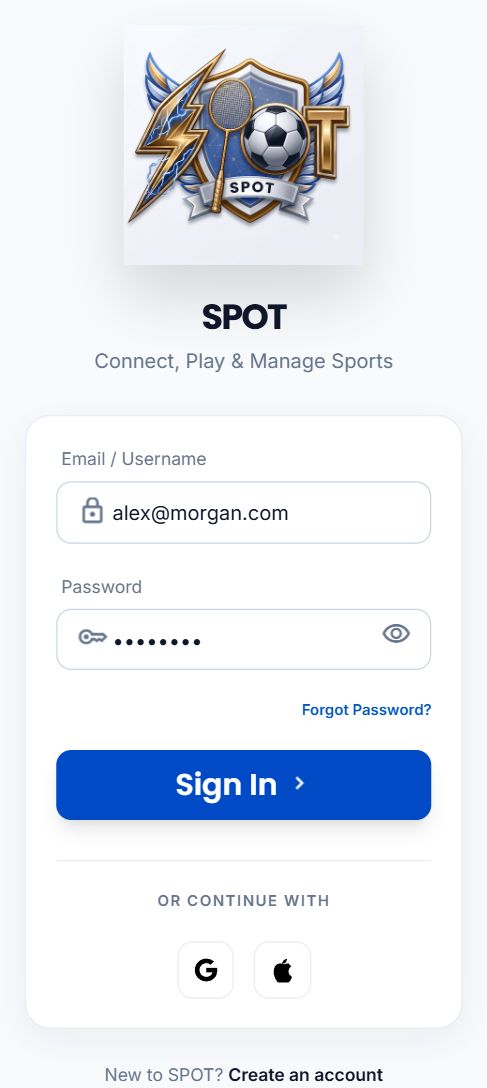 SPOT
SPOT
Connect, Play & Manage Sports
Email / Username
alex@morgan.com
Password
••••••••
Forgot Password?
Sign In
OR CONTINUE WITH
G
New to SPOT? Create an account